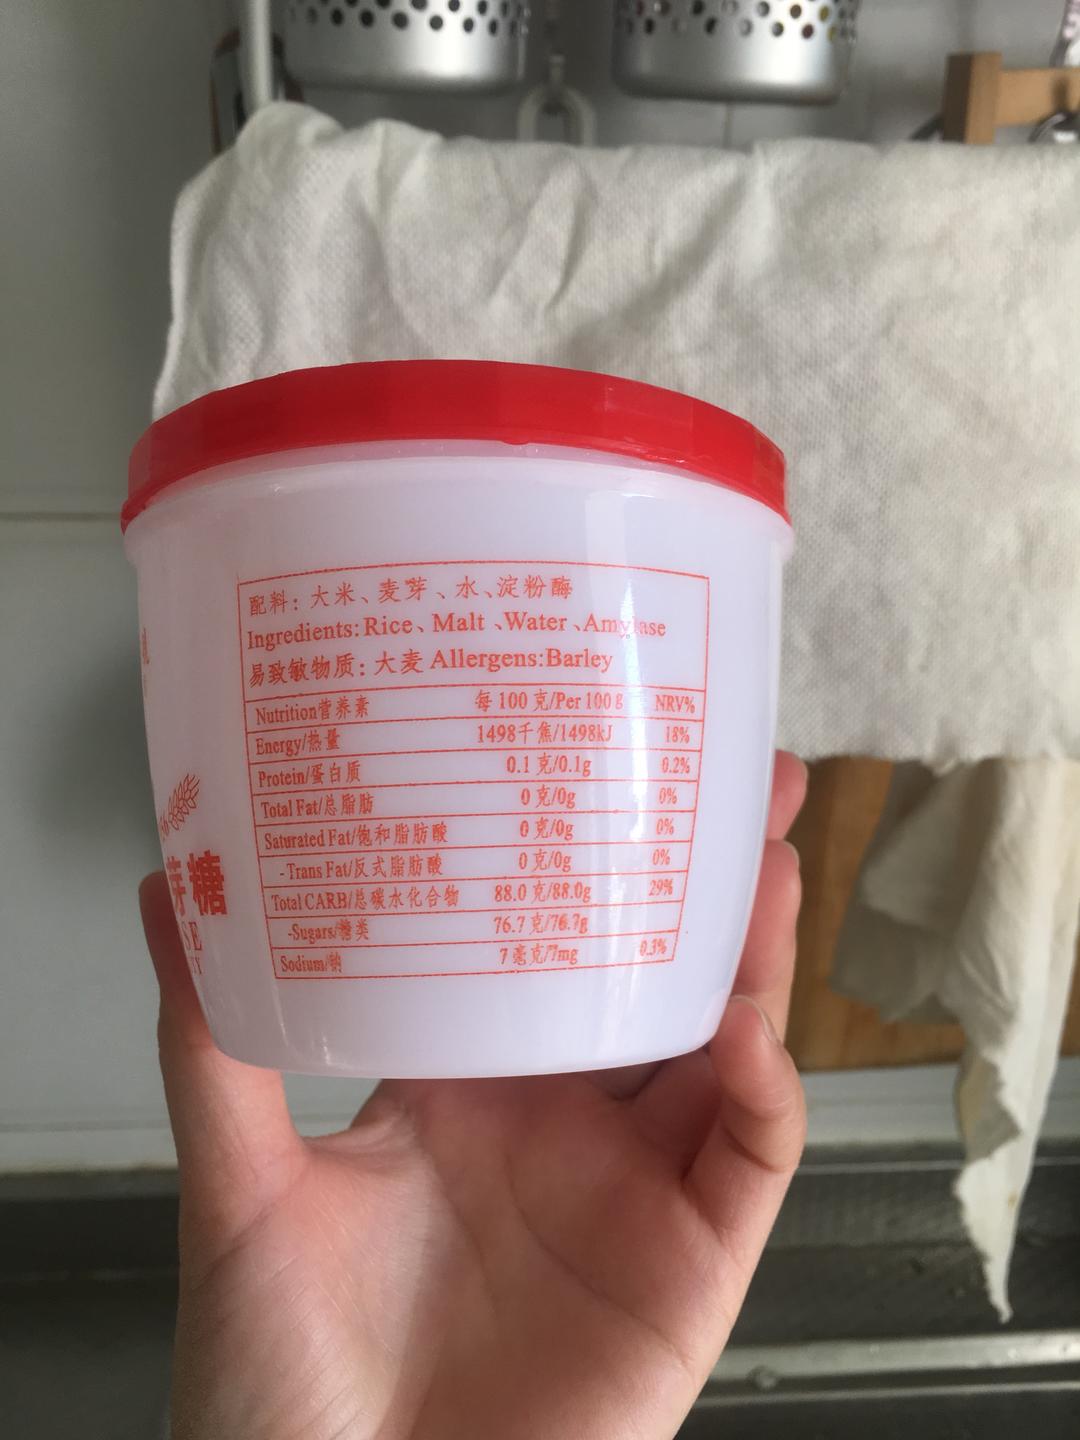 配料：大米、麦芽、水、淀粉酶
Ingredients:Rice、Malt、Water、Amylase
易致敏物质：大麦 Allergens:Barley
Nutrition营养素 每100克/Per 100 g NRV%
Energy/热量 1498千焦/1498kJ 18%
Protein/蛋白质 0.1 克/0.1g 0.2%
Total Fat/总脂肪 0 克/0g 0%
Saturated Fat/饱和脂肪酸 0 克/0g 0%
-Trans Fat/反式脂肪酸 0 克/0g 0%
Total CARB/总碳水化合物 88.0 克/88.0g 29%
-Sugars/糖类 76.7 克/76.7g
Sodium/钠 7 毫克/7mg 0.3%
芽糖
SE